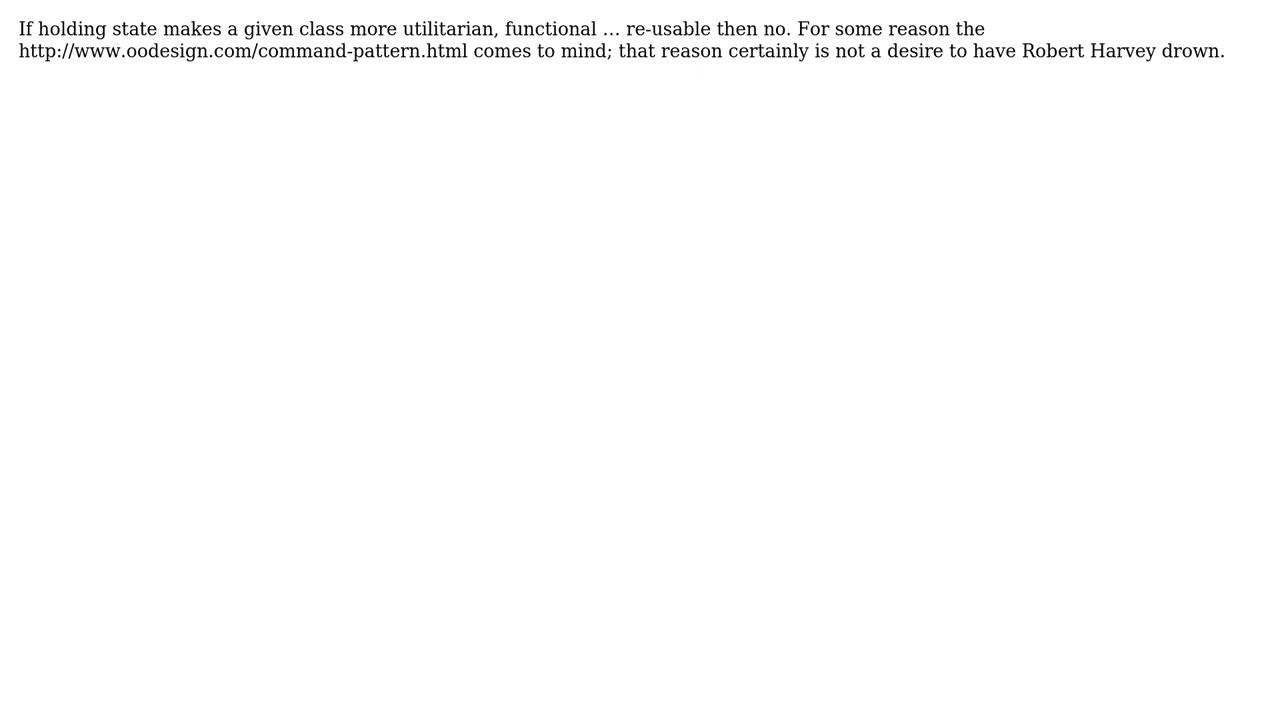 If holding state makes a given class more utilitarian, functional ... re-usable then no. For some reason the
http://www.oodesign.com/command-pattern.html comes to mind; that reason certainly is not a desire to have Robert Harvey drown.